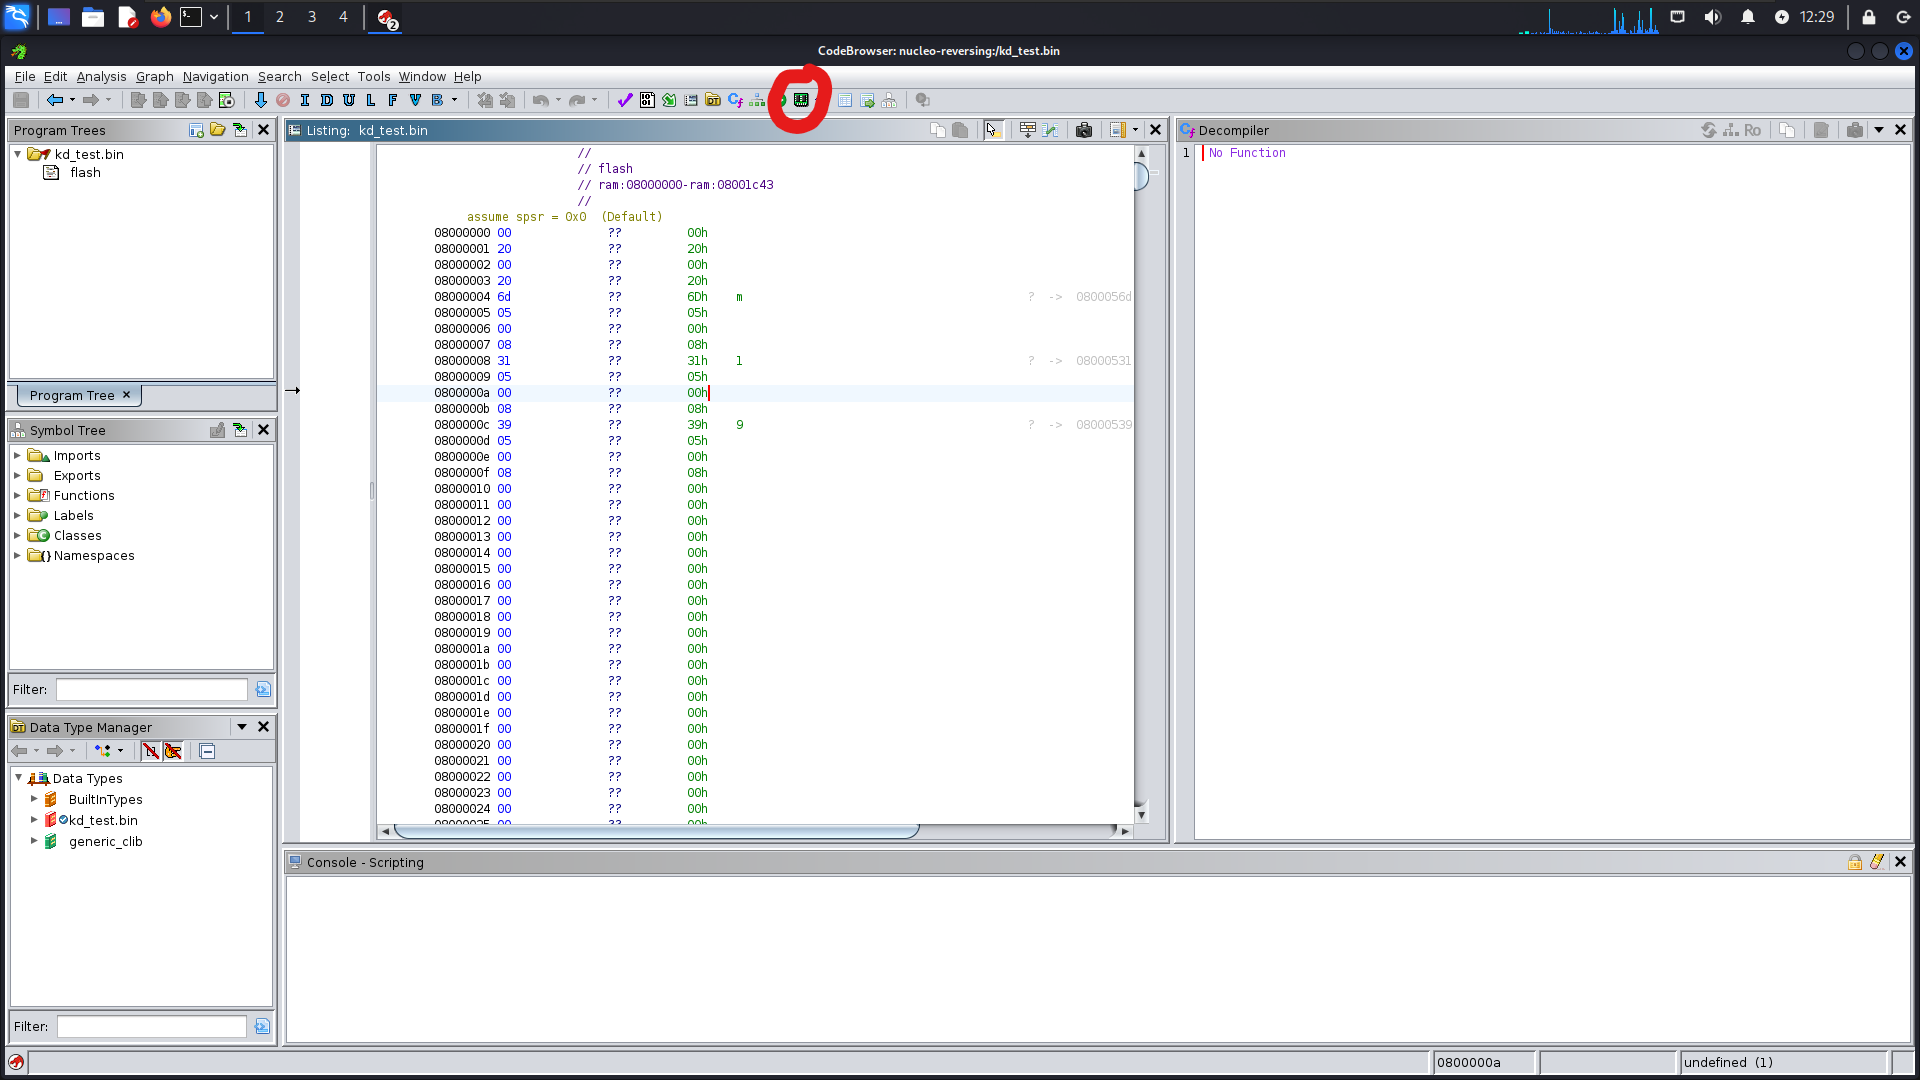 1 2 3 4 2 12:29
CodeBrowser: nucleo-reversing:/kd_test.bin
File Edit Analysis Graph Navigation Search Select Tools Window Help
I D U L F V B
Program Trees
kd_test.bin
flash
Program Tree
Symbol Tree
Imports
Exports
Functions
Labels
Classes
Namespaces
Filter:
Data Type Manager
Data Types
BuiltInTypes
kd_test.bin
generic_clib
Filter:
Listing: kd_test.bin
//
// flash
// ram:08000000-ram:08001c43
//
assume spsr = 0x0 (Default)
08000000 00 ?? 00h
08000001 20 ?? 20h
08000002 00 ?? 00h
08000003 20 ?? 20h
08000004 6d ?? 6Dh m ? -> 0800056d
08000005 05 ?? 05h
08000006 00 ?? 00h
08000007 08 ?? 08h
08000008 31 ?? 31h 1 ? -> 08000531
08000009 05 ?? 05h
0800000a 00 ?? 00h
0800000b 08 ?? 08h
0800000c 39 ?? 39h 9 ? -> 08000539
0800000d 05 ?? 05h
0800000e 00 ?? 00h
0800000f 08 ?? 08h
08000010 00 ?? 00h
08000011 00 ?? 00h
08000012 00 ?? 00h
08000013 00 ?? 00h
08000014 00 ?? 00h
08000015 00 ?? 00h
08000016 00 ?? 00h
08000017 00 ?? 00h
08000018 00 ?? 00h
08000019 00 ?? 00h
0800001a 00 ?? 00h
0800001b 00 ?? 00h
0800001c 00 ?? 00h
0800001d 00 ?? 00h
0800001e 00 ?? 00h
0800001f 00 ?? 00h
08000020 00 ?? 00h
08000021 00 ?? 00h
08000022 00 ?? 00h
08000023 00 ?? 00h
08000024 00 ?? 00h
08000025 00 ?? 00h
Decompiler
1 No Function
Console - Scripting
0800000a undefined (1)